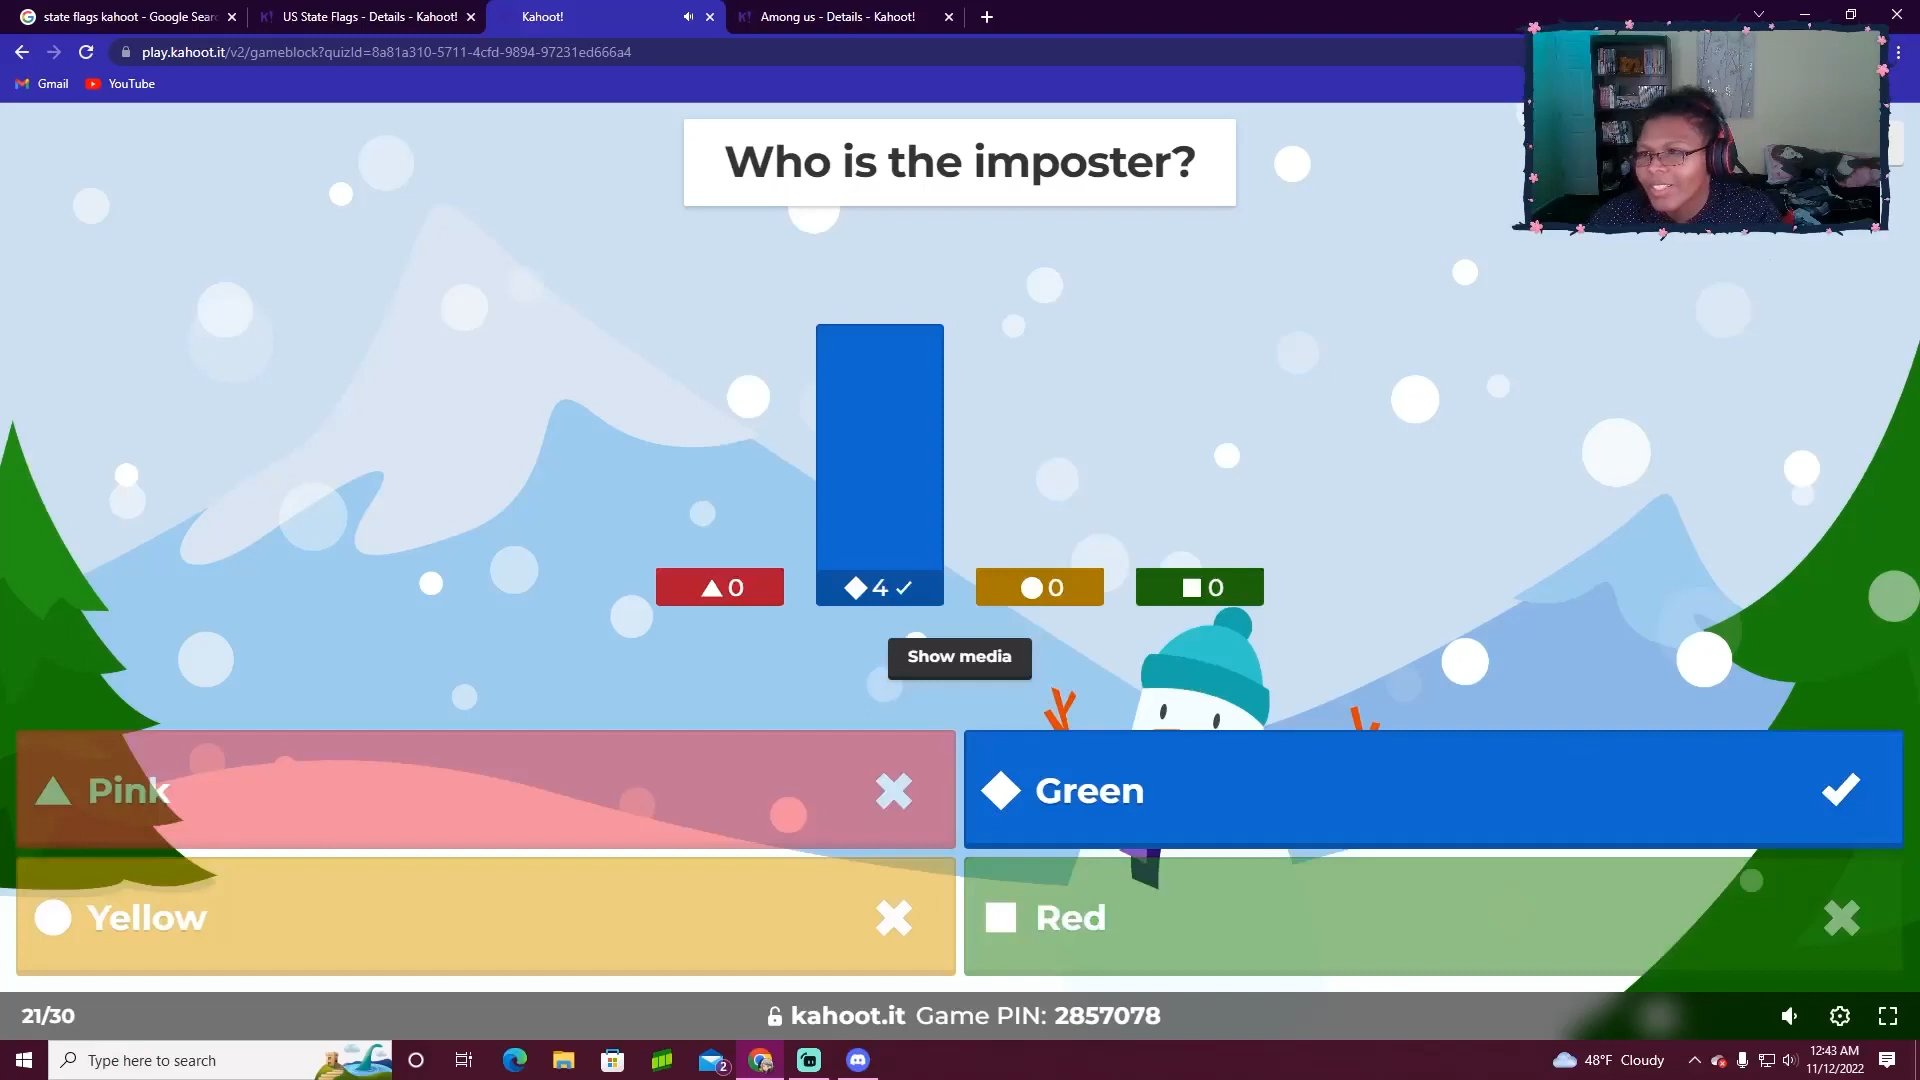 state flags kahoot - Google Sear
US State Flags - Details - Kahoot!
Kahoot!
Among us - Details - Kahoot!
play.kahoot.it/v2/gameblock?quizId=8a81a310-5711-4cfd-9894-97231ed666a4
Gmail
YouTube
Who is the imposter?
0
4
0
0
Show media
Pink
Green
Yellow
Red
21/30
kahoot.it Game PIN: 2857078
Type here to search
2
48°F Cloudy
12:43 AM
11/12/2022